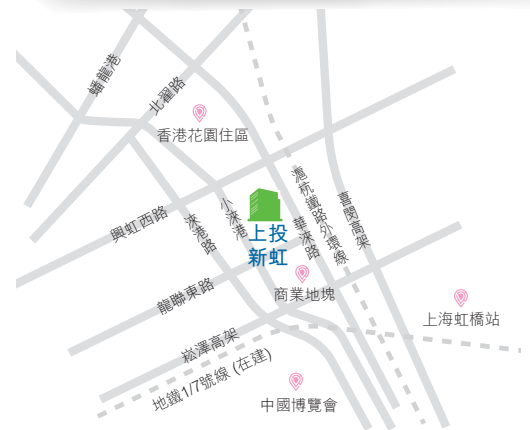 蟠龍港
北翟路
香港花園住區
興虹西路
淶港路
小淶港
上投
新虹
華淶路
滬杭鐵路外環線
喜閔高架
龍聯東路
商業地塊
上海虹橋站
崧澤高架
地鐵1/7號線 (在建)
中國博覽會